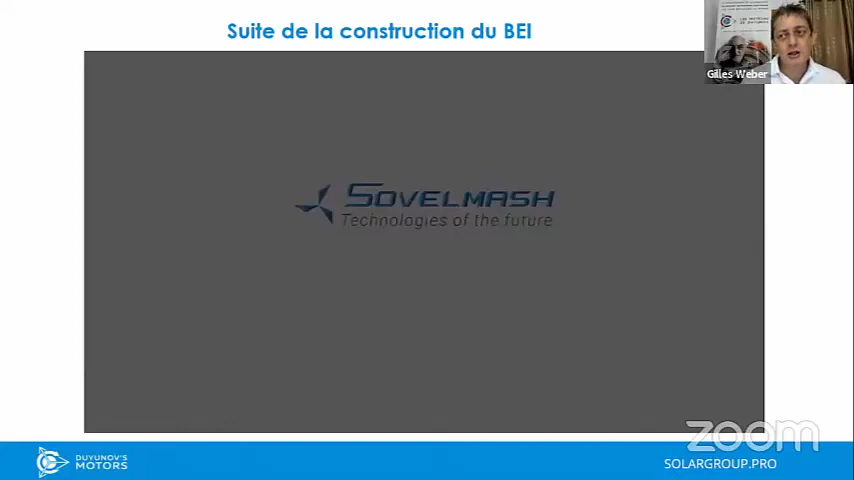 Suite de la construction du BEI
Gilles Weber
SOVELMASH
Technologies of the future
zoom
DUYUNOV'S
MOTORS
SOLARGROUP.PRO